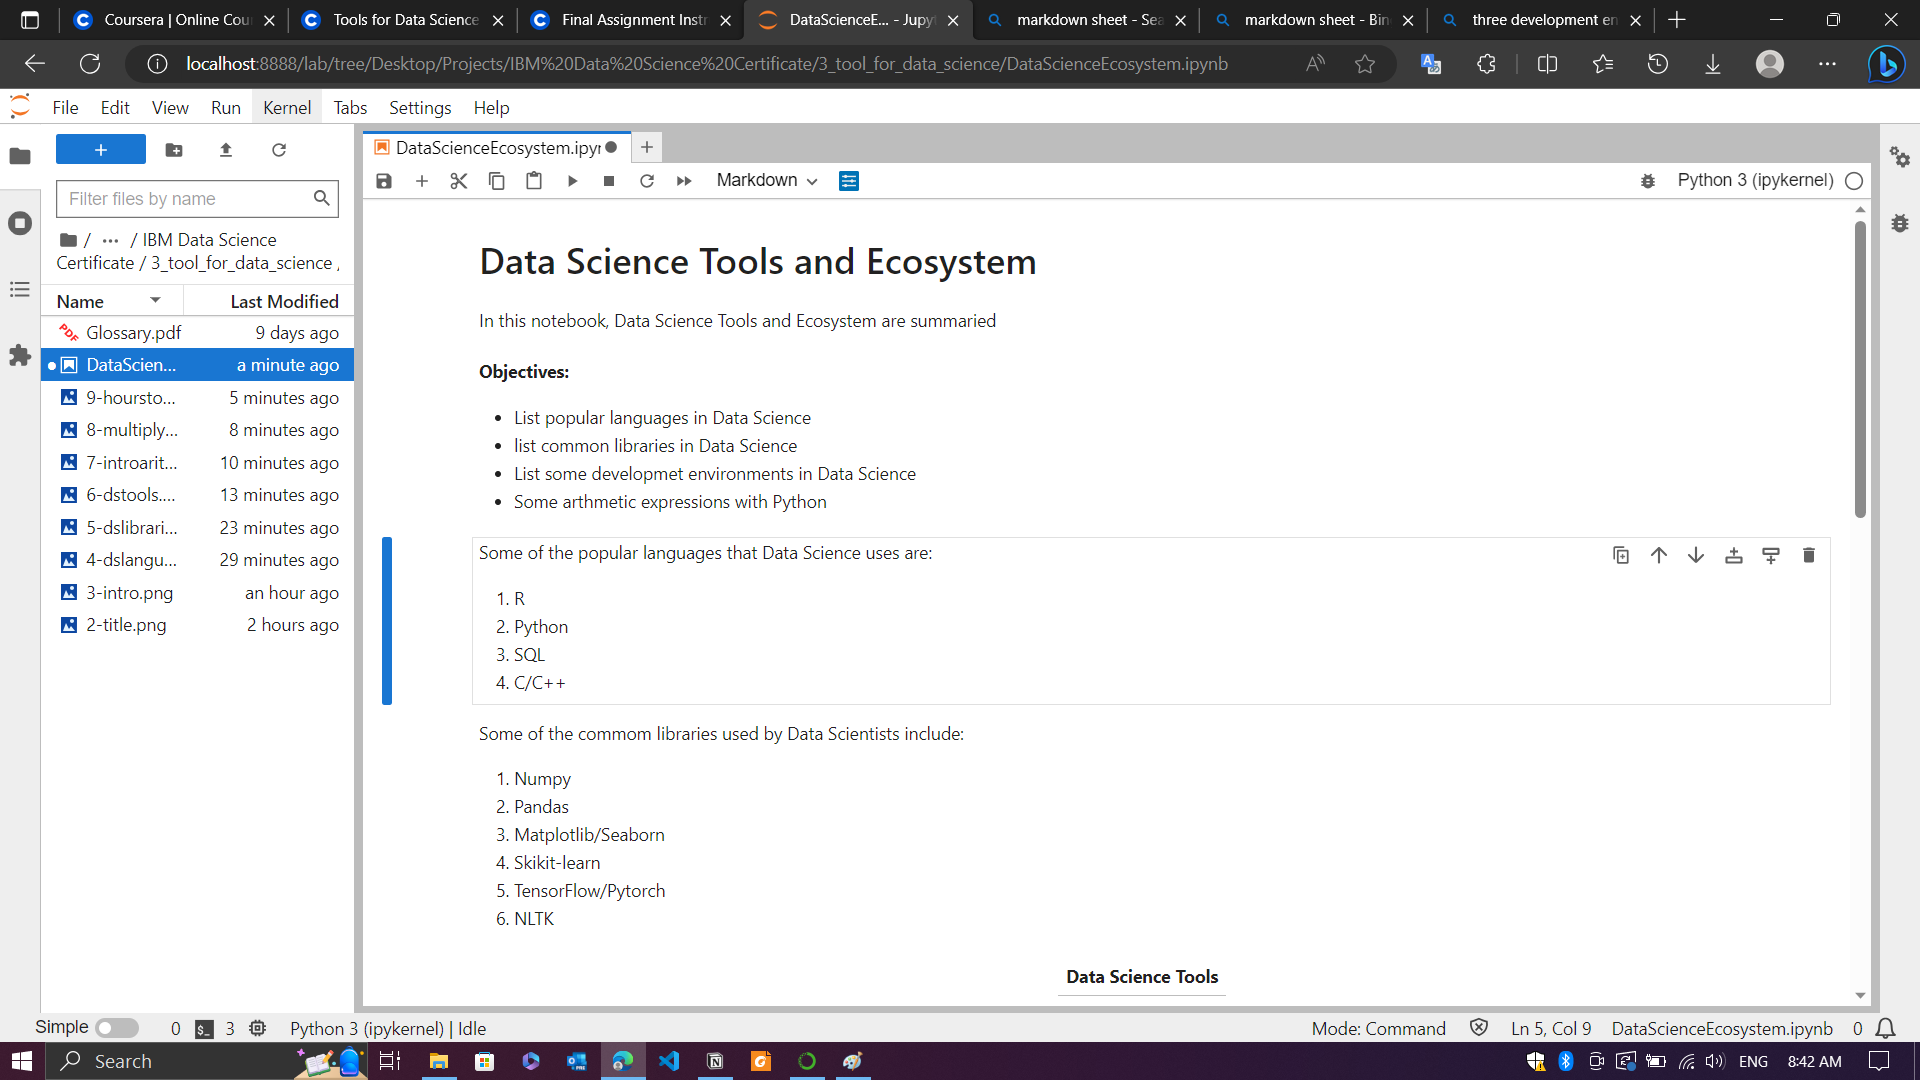 Coursera | Online Cou
Tools for Data Science
Final Assignment Instr
DataScienceE... - Jupyt
markdown sheet - Sea
markdown sheet - Bin
three development en
localhost:8888/lab/tree/Desktop/Projects/IBM%20Data%20Science%20Certificate/3_tool_for_data_science/DataScienceEcosystem.ipynb
File Edit View Run Kernel Tabs Settings Help
DataScienceEcosystem.ipyn
Markdown
Python 3 (ipykernel)
Filter files by name
/ ... / IBM Data Science
Certificate / 3_tool_for_data_science /
Name Last Modified
PDF Glossary.pdf 9 days ago
DataScien... a minute ago
9-hoursto... 5 minutes ago
8-multiply... 8 minutes ago
7-introarit... 10 minutes ago
6-dstools.... 13 minutes ago
5-dslibrari... 23 minutes ago
4-dslangu... 29 minutes ago
3-intro.png an hour ago
2-title.png 2 hours ago
Data Science Tools and Ecosystem
In this notebook, Data Science Tools and Ecosystem are summaried
Objectives:
• List popular languages in Data Science
• list common libraries in Data Science
• List some developmet environments in Data Science
• Some arthmetic expressions with Python
Some of the popular languages that Data Science uses are:
1. R
2. Python
3. SQL
4. C/C++
Some of the commom libraries used by Data Scientists include:
1. Numpy
2. Pandas
3. Matplotlib/Seaborn
4. Skikit-learn
5. TensorFlow/Pytorch
6. NLTK
Data Science Tools
Simple 0 $_ 3 Python 3 (ipykernel) | Idle
Mode: Command Ln 5, Col 9 DataScienceEcosystem.ipynb 0
Search
ENG 8:42 AM